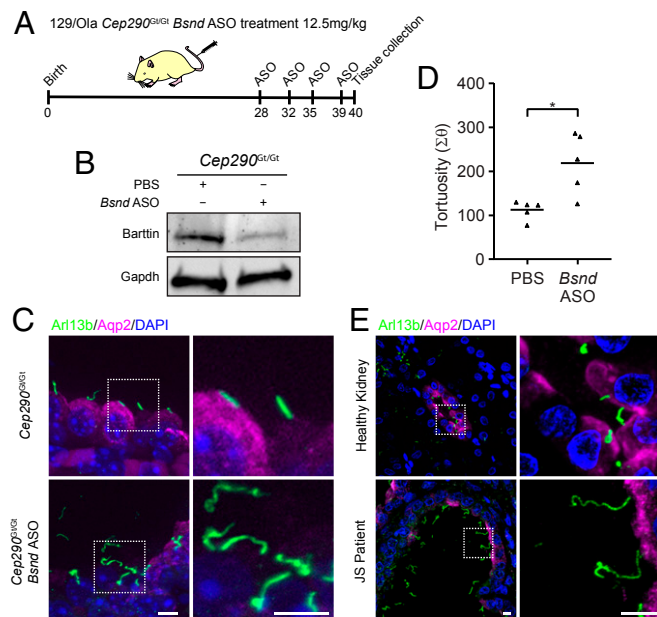 A
129/Ola Cep290Gt/Gt Bsnd ASO treatment 12.5mg/kg
Birth
ASO
ASO
ASO
ASO
Tissue collection
0
28
32
35
39
40
B
Cep290Gt/Gt
PBS
+
–
Bsnd ASO
–
+
Barttin
Gapdh
D
Tortuosity (Σθ)
400
300
200
100
0
*
PBS
Bsnd
ASO
C
Arl13b/Aqp2/DAPI
Cep290Gt/Gt
Cep290Gt/Gt
Bsnd ASO
E
Arl13b/Aqp2/DAPI
Healthy Kidney
JS Patient